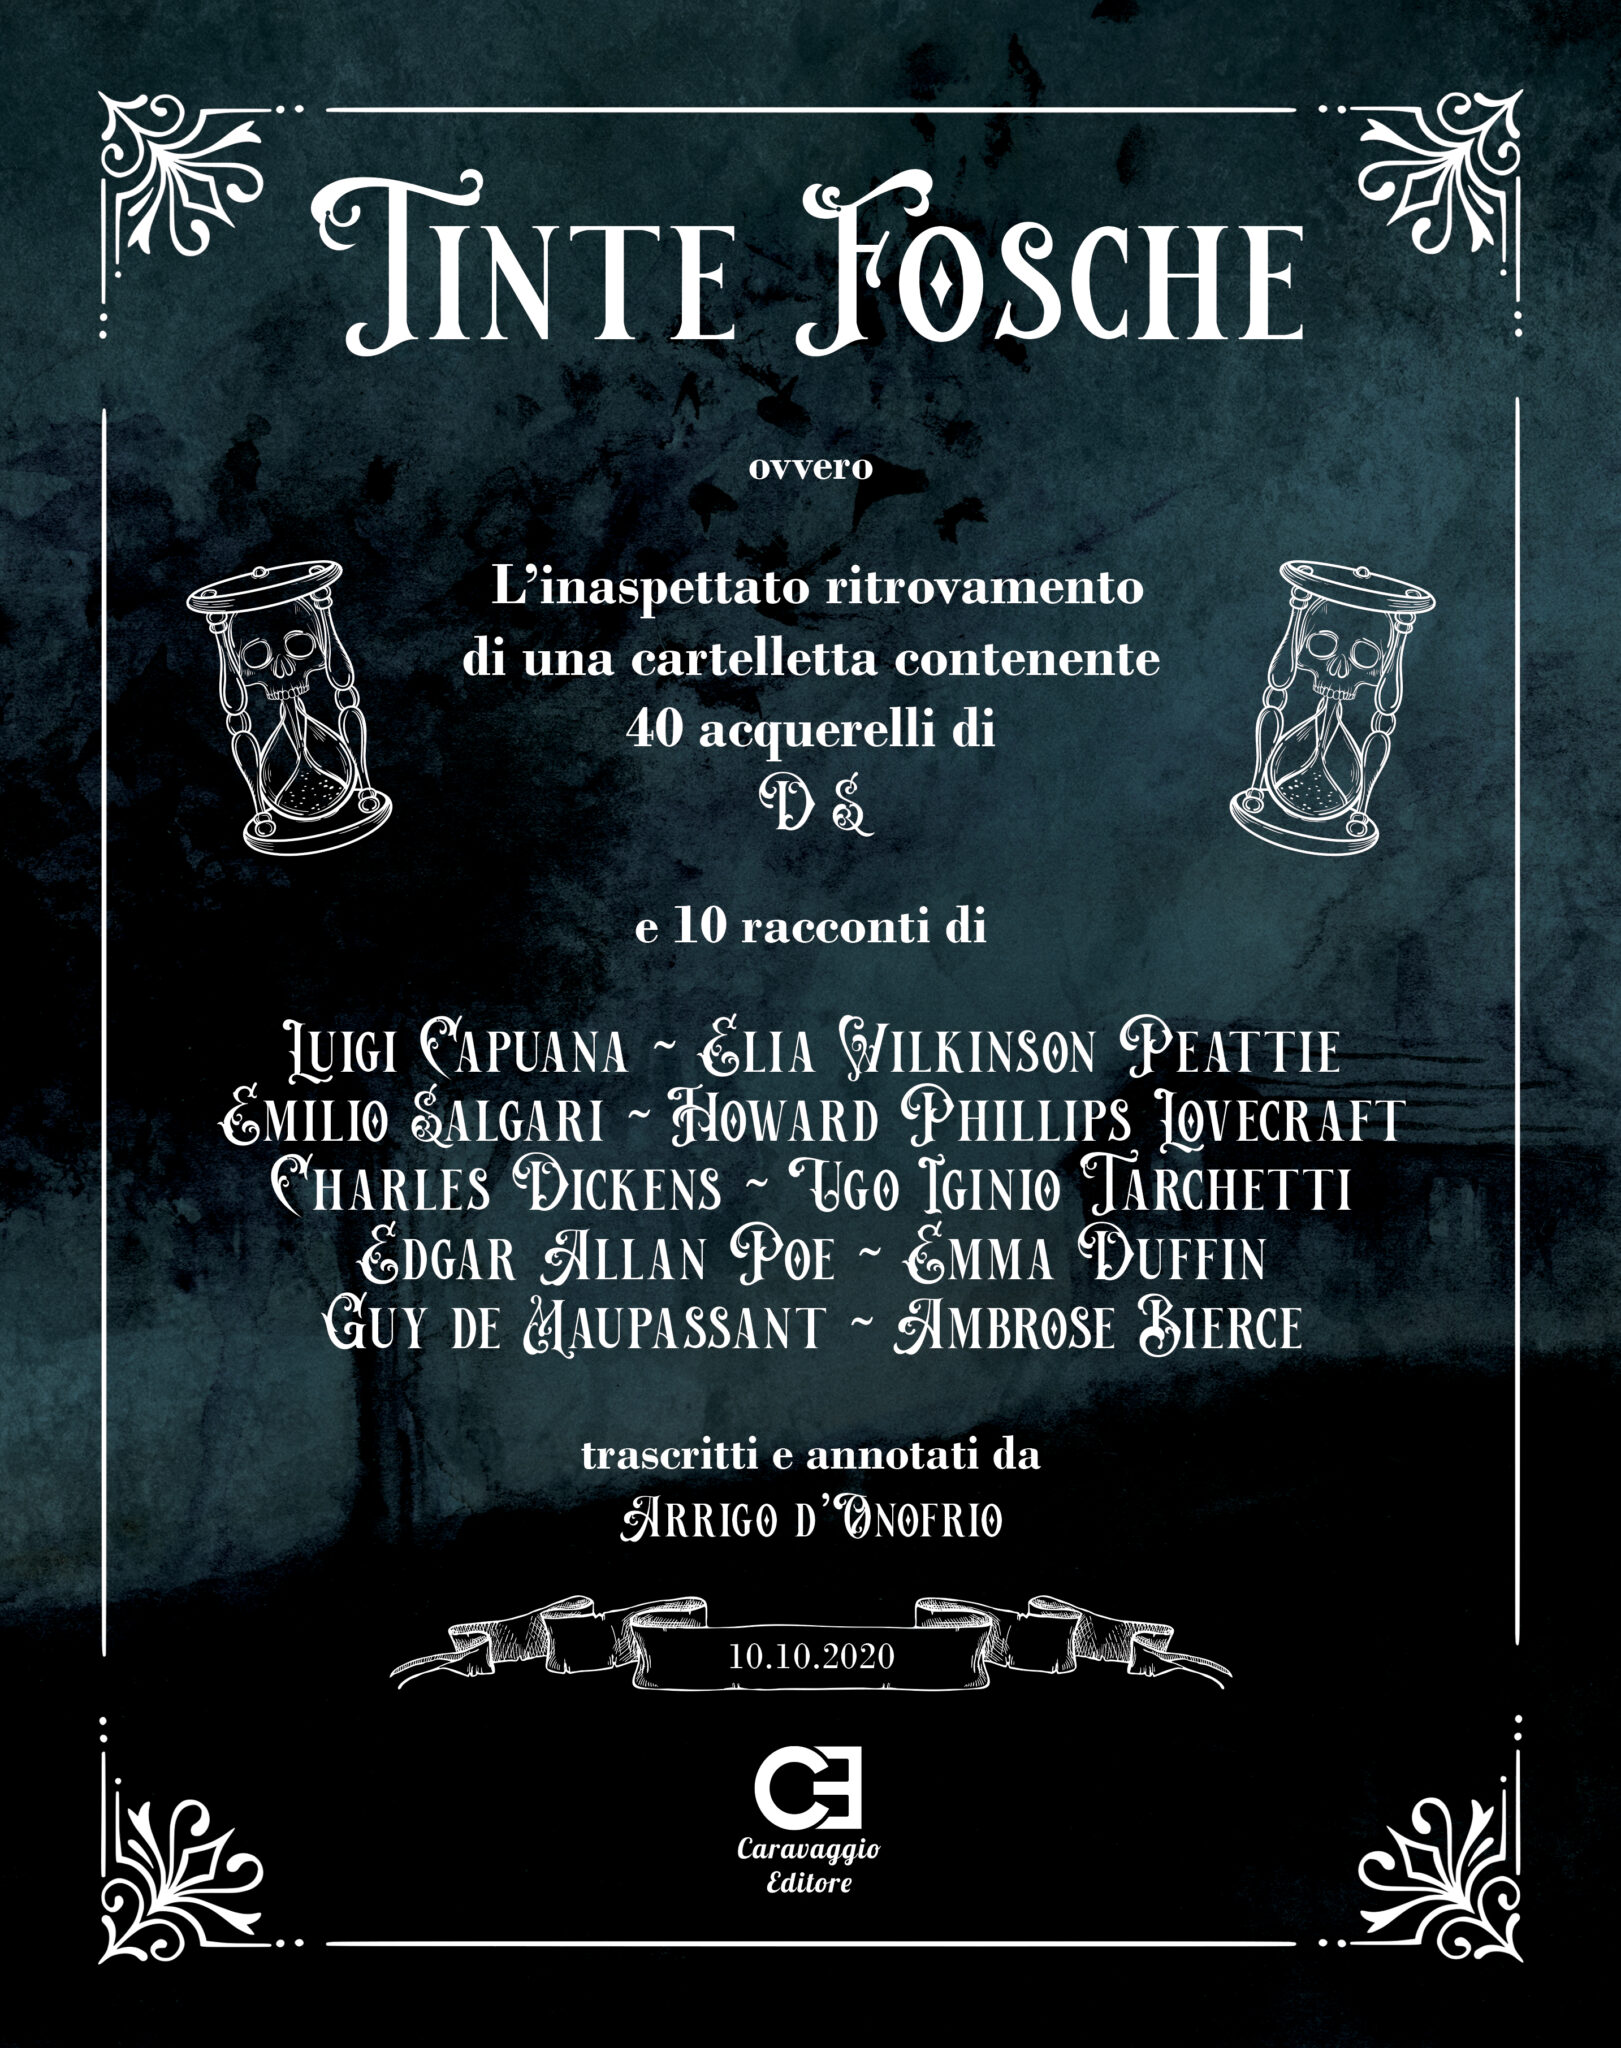 Tinte Fosche
ovvero
L'inaspettato ritrovamento
di una cartelletta contenente
40 acquerelli di
D S
e 10 racconti di
Luigi Capuana ~ Elia Wilkinson Peattie
Emilio Salgari ~ Howard Phillips Lovecraft
Charles Dickens ~ Ugo Iginio Tarchetti
Edgar Allan Poe ~ Emma Duffin
Guy de Maupassant ~ Ambrose Bierce
trascritti e annotati da
Arrigo d'Onofrio
10.10.2020
CE
Caravaggio
Editore